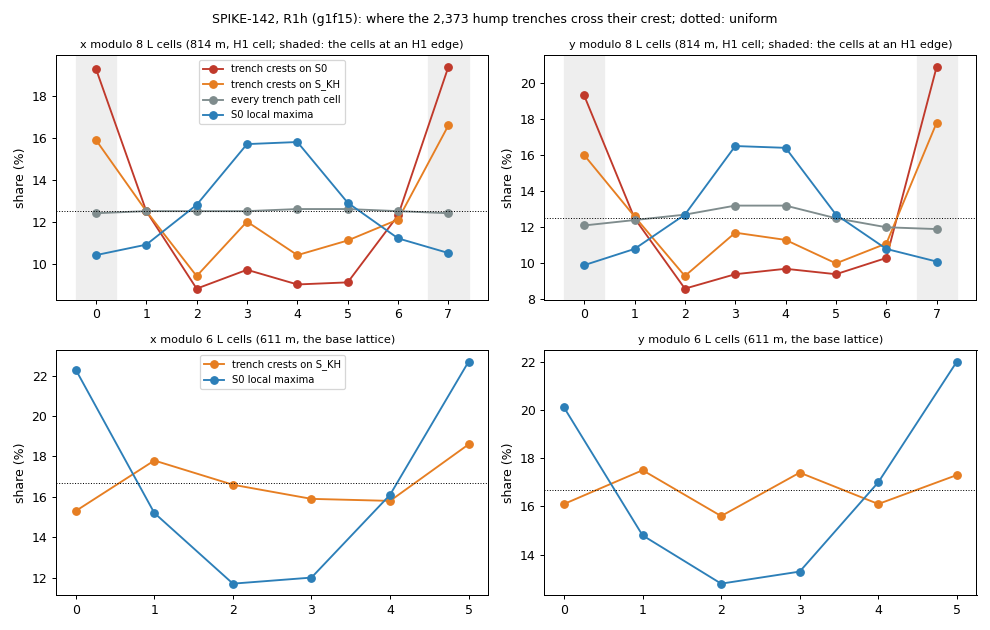 SPIKE-142, R1h (g1f15): where the 2,373 hump trenches cross their crest; dotted: uniform
x modulo 8 L cells (814 m, H1 cell; shaded: the cells at an H1 edge)
share (%)
18
16
14
12
10
0 1 2 3 4 5 6 7
trench crests on S0
trench crests on S_KH
every trench path cell
S0 local maxima
y modulo 8 L cells (814 m, H1 cell; shaded: the cells at an H1 edge)
share (%)
20
18
16
14
12
10
8
0 1 2 3 4 5 6 7
x modulo 6 L cells (611 m, the base lattice)
share (%)
22
20
18
16
14
12
0 1 2 3 4 5
trench crests on S_KH
S0 local maxima
y modulo 6 L cells (611 m, the base lattice)
share (%)
22
20
18
16
14
0 1 2 3 4 5